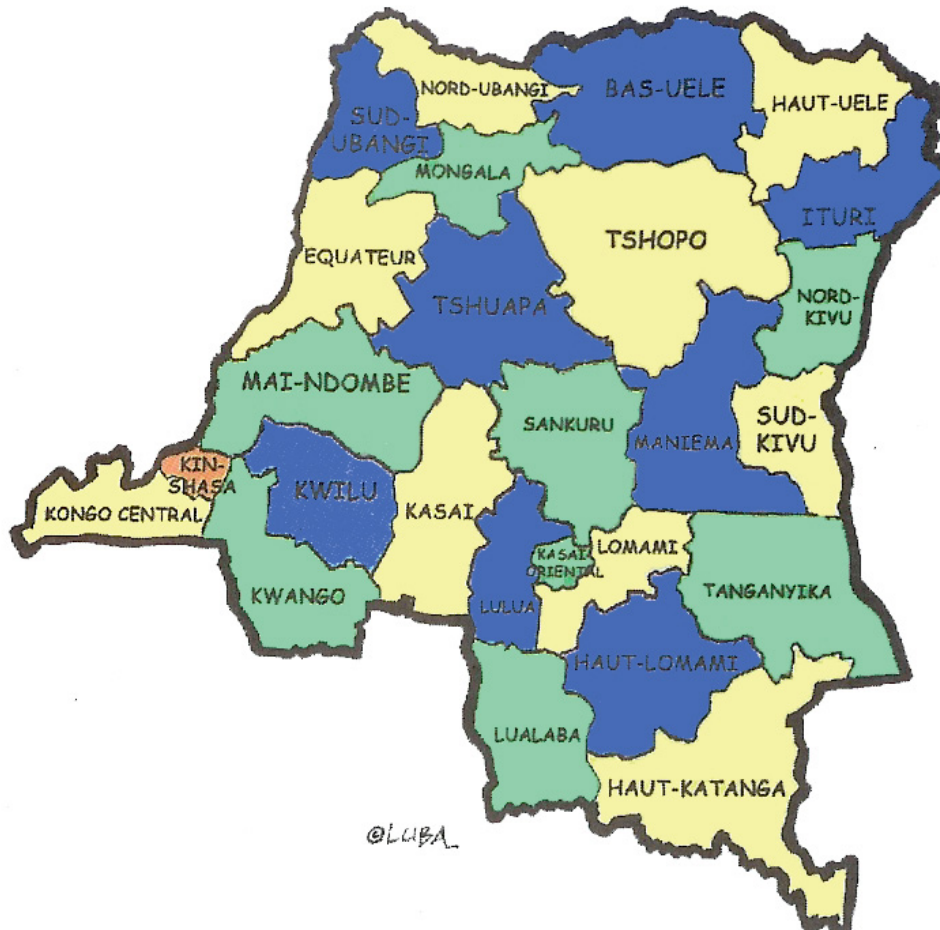 NORD-UBANGI
BAS-UELE
HAUT-UELE
SUD-
UBANGI
MONGALA
ITURI
EQUATEUR
TSHOPO
TSHUAPA
NORD-
KIVU
MAI-NDOMBE
SANKURU
MANIEMA
SUD-
KIVU
KIN-
SHASA
KWILU
KASAI
KONGO CENTRAL
LOMAMI
KASAI
ORIENTAL
KWANGO
LULUA
TANGANYIKA
HAUT-LOMAMI
LUALABA
HAUT-KATANGA
@LUBA